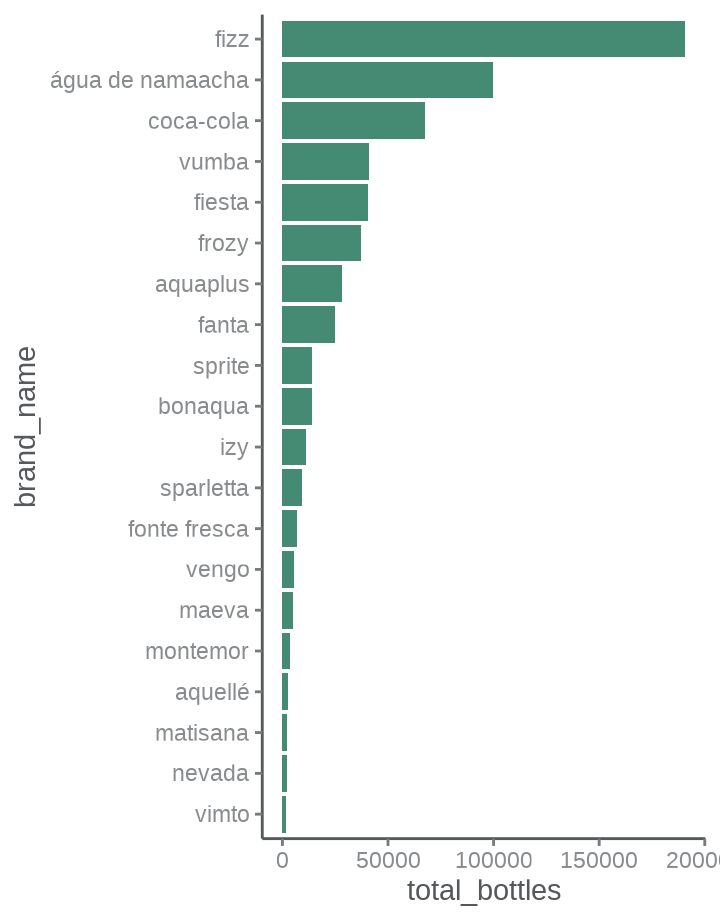 fizz
água de namaacha
coca-cola
vumba
fiesta
frozy
aquaplus
fanta
sprite
bonaqua
izy
sparletta
fonte fresca
vengo
maeva
montemor
aquellé
matisana
nevada
vimto
brand_name
0 50000 100000 150000 20000
total_bottles